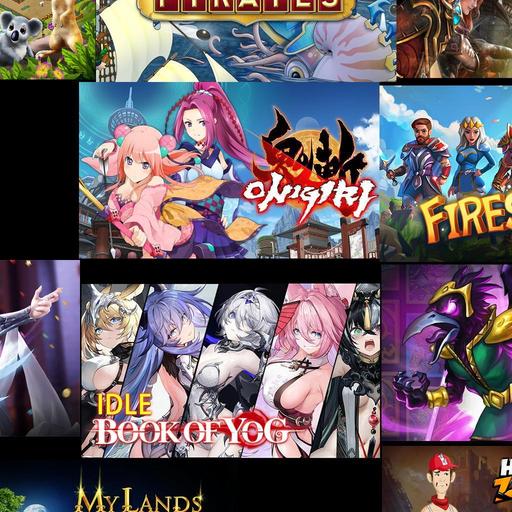 PIRATES
鬼斬
ONIGIRI
FIRES
IDLE
BOOK OF YOG
MY LANDS
H
Z